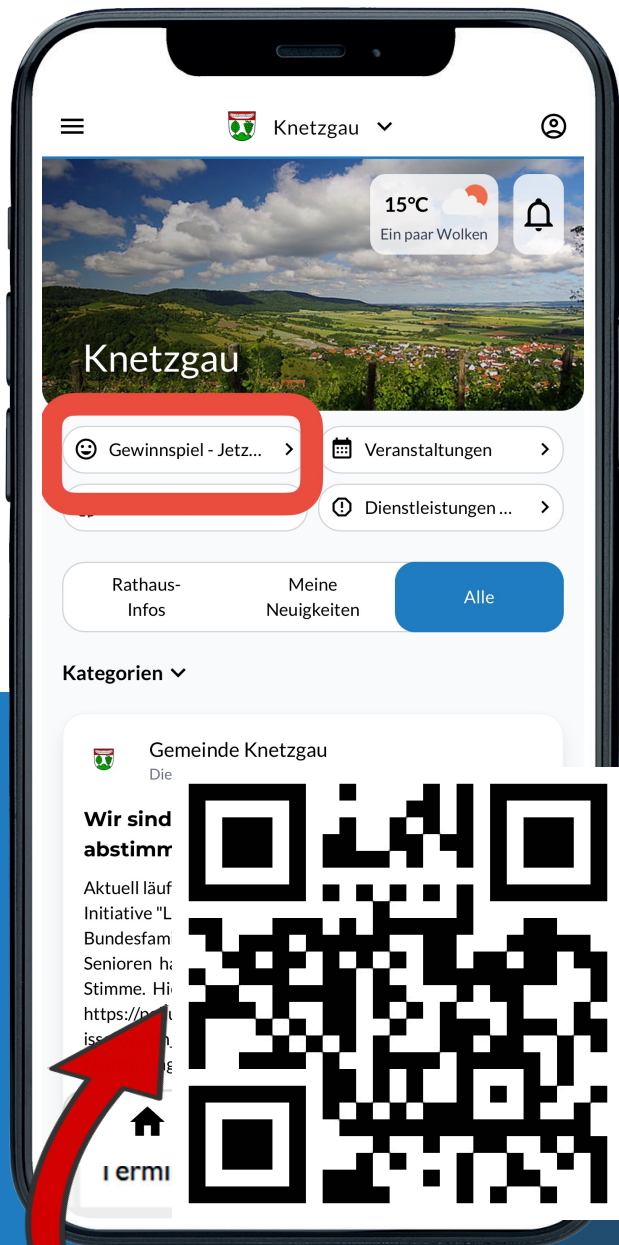 Knetzgau
15°C
Ein paar Wolken
Knetzgau
Gewinnspiel - Jetz...
Veranstaltungen
Dienstleistungen ...
Rathaus-
Infos
Meine
Neuigkeiten
Alle
Kategorien
Gemeinde Knetzgau
Die
Wir sind
abstimm
Aktuell läuf
Initiative "L
Bundesfami
Senioren ha
Stimme. Hi
https://p
Termi